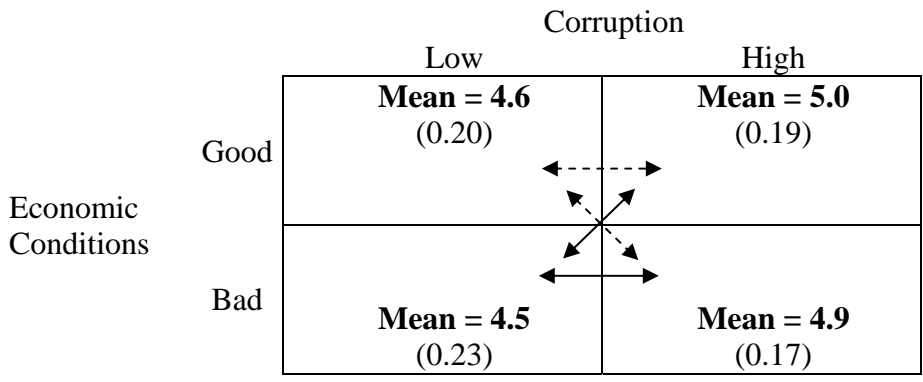 Corruption
Low High
Mean = 4.6 Mean = 5.0
(0.20) (0.19)
Good
Economic
Conditions
Bad
Mean = 4.5 Mean = 4.9
(0.23) (0.17)